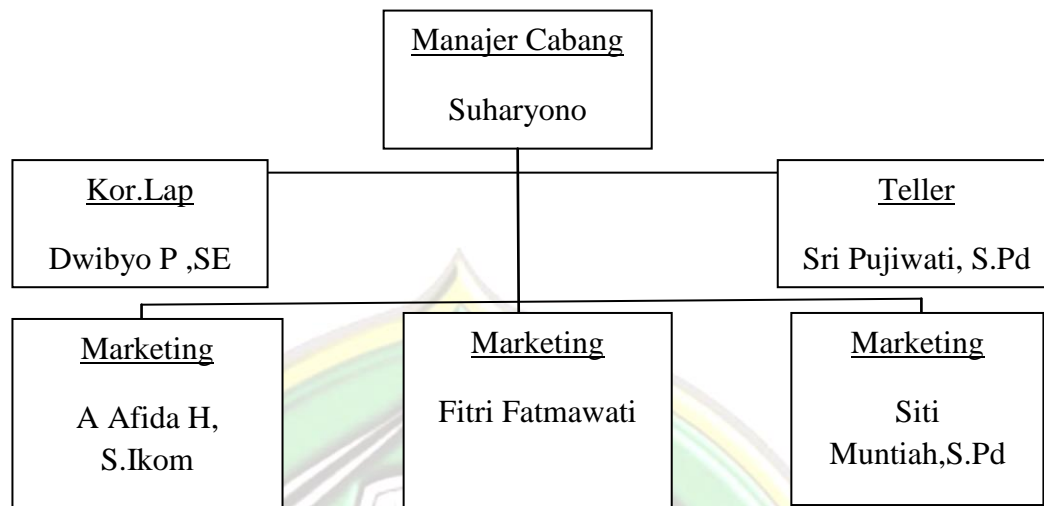 Manajer Cabang
Suharyono
Kor.Lap
Dwibyo P ,SE
Teller
Sri Pujiwati, S.Pd
Marketing
A Afida H,
S.Ikom
Marketing
Fitri Fatmawati
Marketing
Siti
Muntiah,S.Pd